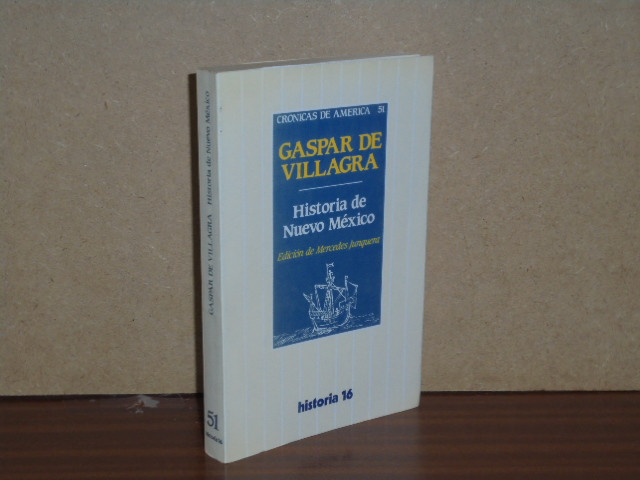 CRONICAS DE AMERICA 51
GASPAR DE
VILLAGRA
Historia de
Nuevo México
Edición de Mercedes Junquera
historia 16
GASPAR DE VILLAGRA Historia de Nuevo México
51